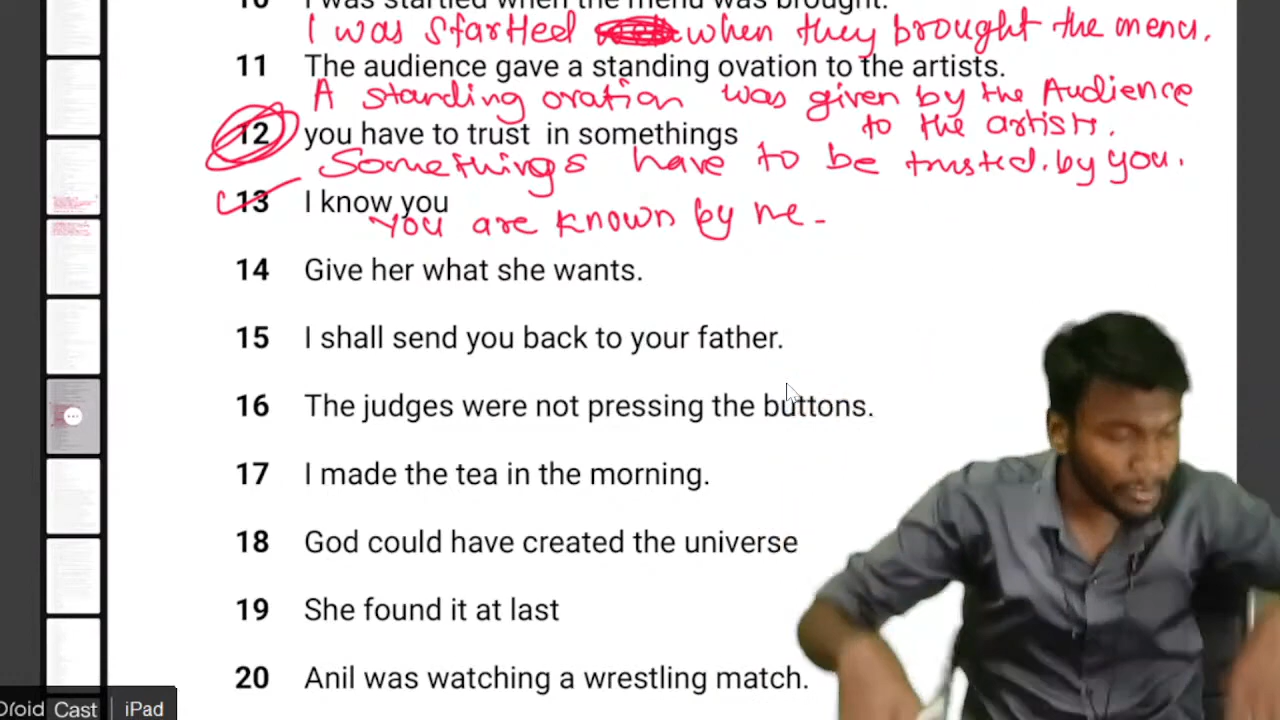 10 I was startled when the menu was brought.
I was startled when they brought the menu.
11 The audience gave a standing ovation to the artists.
A standing ovation was given by the Audience
to the artists.
12 you have to trust in somethings
Somethings have to be trusted. by you.
13 I know you
You are known by me.
14 Give her what she wants.
15 I shall send you back to your father.
16 The judges were not pressing the buttons.
17 I made the tea in the morning.
18 God could have created the universe
19 She found it at last
20 Anil was watching a wrestling match.
Droid Cast | iPad